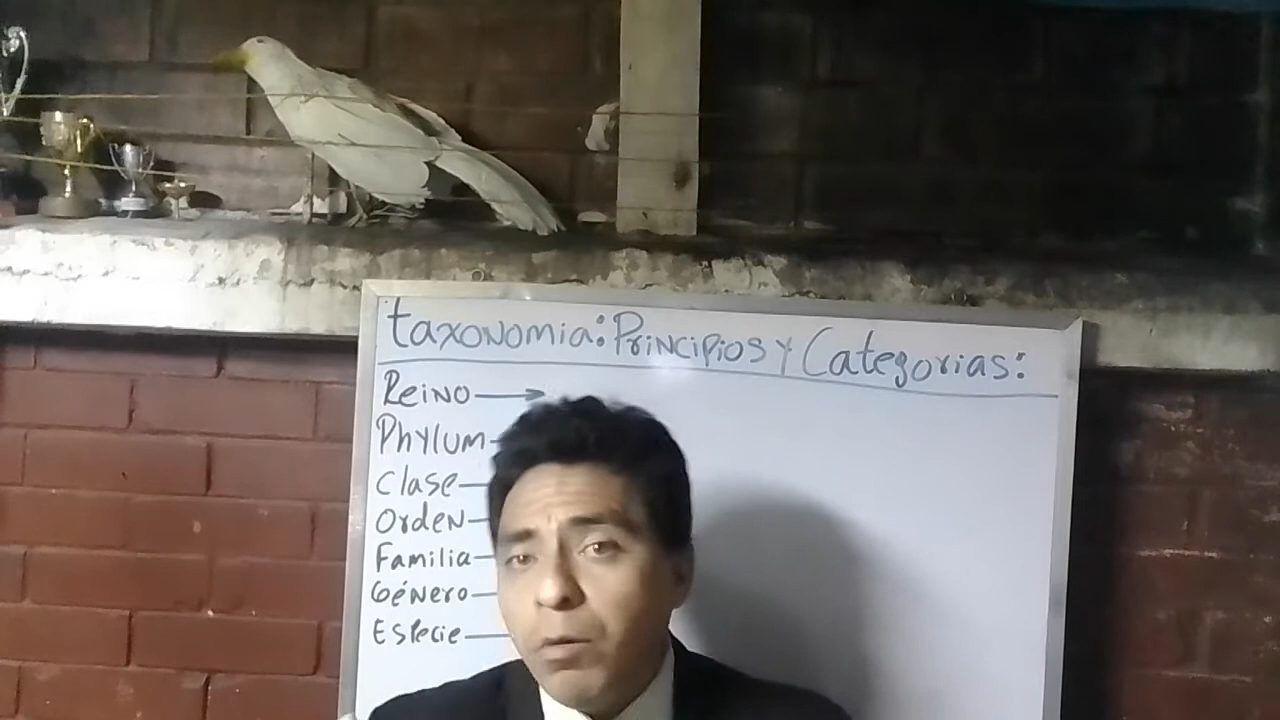 taxonomia: Principios y Categorias:
Reino
Phylum
Clase
Orden
Familia
Género
Especie